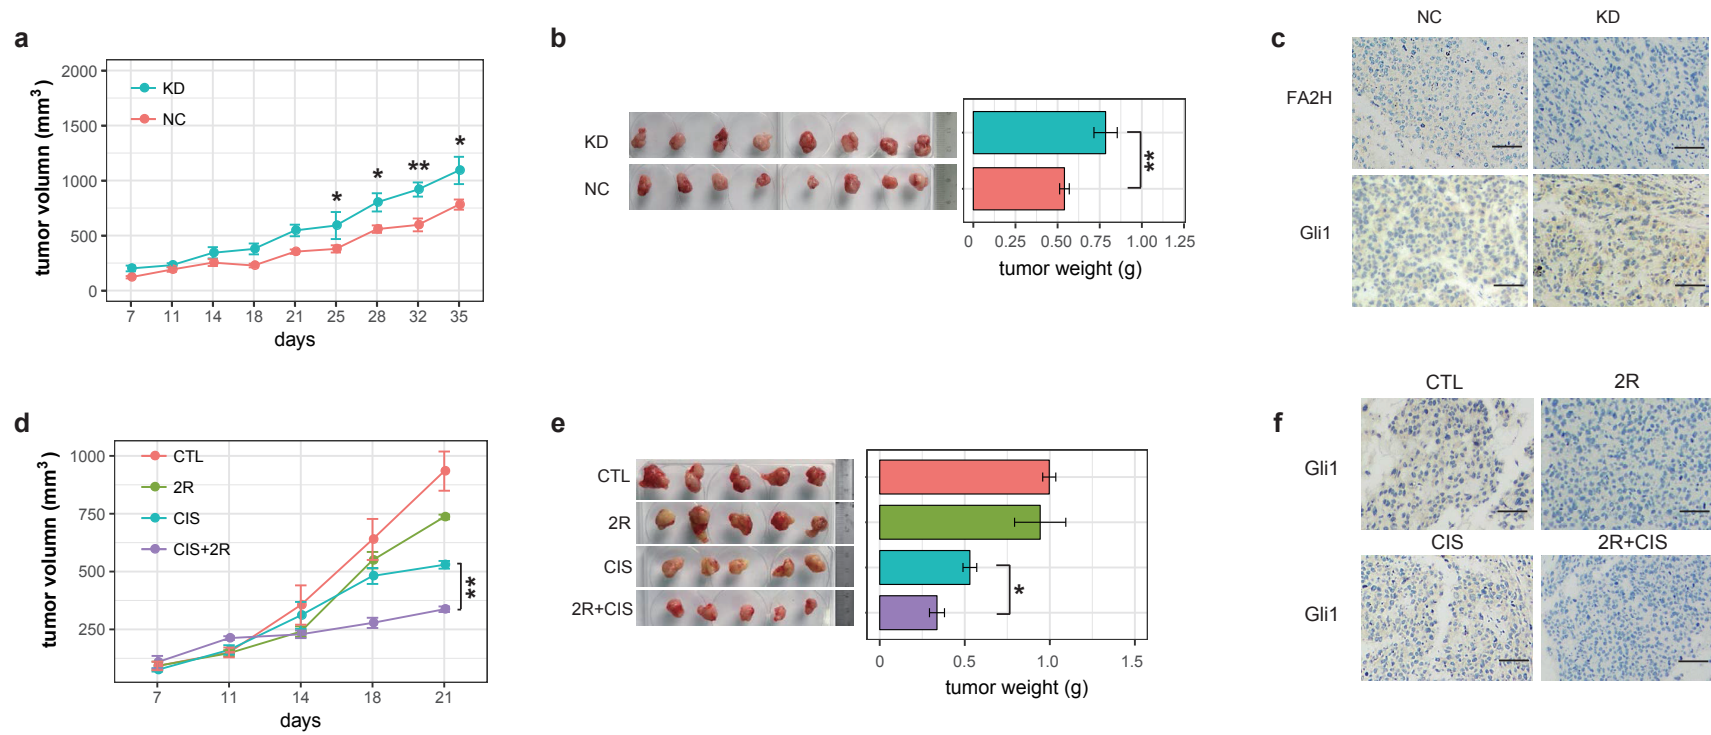 a
tumor volumn (mm3)
2000
1500
1000
500
0
KD
NC
*
*
**
*
7 11 14 18 21 25 28 32 35
days
b
KD
NC
**
0 0.25 0.50 0.75 1.00 1.25
tumor weight (g)
c
NC KD
FA2H
Gli1
d
tumor volumn (mm3)
1000
750
500
250
CTL
2R
CIS
CIS+2R
**
7 11 14 18 21
days
e
CTL
2R
CIS
2R+CIS
*
0 0.5 1.0 1.5
tumor weight (g)
f
CTL 2R
Gli1
CIS 2R+CIS
Gli1